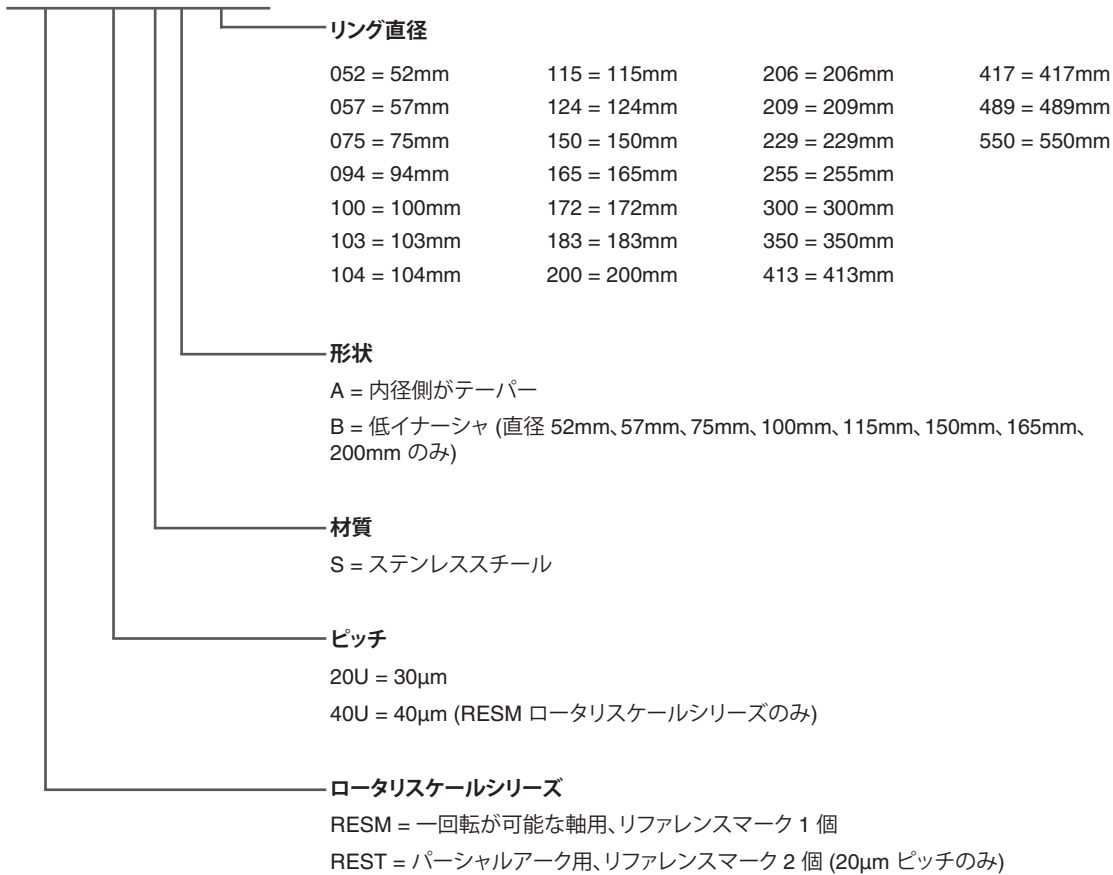 リング直径
052 = 52mm 115 = 115mm 206 = 206mm 417 = 417mm
057 = 57mm 124 = 124mm 209 = 209mm 489 = 489mm
075 = 75mm 150 = 150mm 229 = 229mm 550 = 550mm
094 = 94mm 165 = 165mm 255 = 255mm
100 = 100mm 172 = 172mm 300 = 300mm
103 = 103mm 183 = 183mm 350 = 350mm
104 = 104mm 200 = 200mm 413 = 413mm
形状
A = 内径側がテーパー
B = 低イナーシャ (直径 52mm、57mm、75mm、100mm、115mm、150mm、165mm、
200mm のみ)
材質
S = ステンレススチール
ピッチ
20U = 30µm
40U = 40µm (RESM ロータリスケールシリーズのみ)
ロータリスケールシリーズ
RESM = 一回転が可能な軸用、リファレンスマーク 1 個
REST = パーシャルアーク用、リファレンスマーク 2 個 (20µm ピッチのみ)